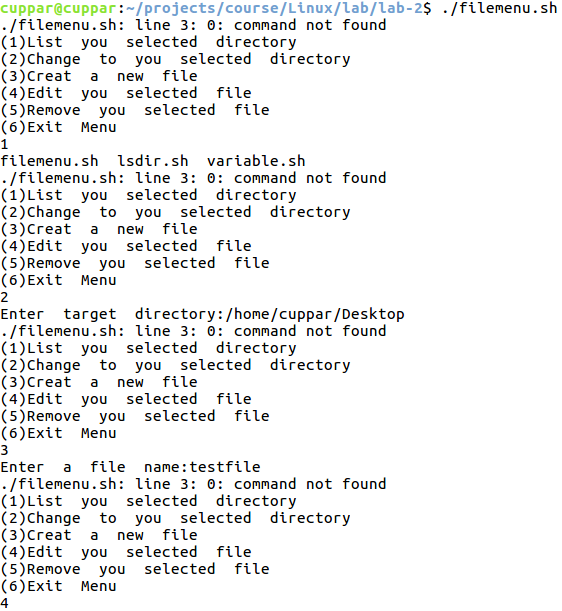 cuppar@cuppar:~/projects/course/Linux/lab/lab-2$ ./filemenu.sh
./filemenu.sh: line 3: 0: command not found
(1)List  you  selected  directory
(2)Change  to  you  selected  directory
(3)Creat  a  new  file
(4)Edit  you  selected  file
(5)Remove  you  selected  file
(6)Exit  Menu
1
filemenu.sh  lsdir.sh  variable.sh
./filemenu.sh: line 3: 0: command not found
(1)List  you  selected  directory
(2)Change  to  you  selected  directory
(3)Creat  a  new  file
(4)Edit  you  selected  file
(5)Remove  you  selected  file
(6)Exit  Menu
2
Enter  target  directory:/home/cuppar/Desktop
./filemenu.sh: line 3: 0: command not found
(1)List  you  selected  directory
(2)Change  to  you  selected  directory
(3)Creat  a  new  file
(4)Edit  you  selected  file
(5)Remove  you  selected  file
(6)Exit  Menu
3
Enter  a  file  name:testfile
./filemenu.sh: line 3: 0: command not found
(1)List  you  selected  directory
(2)Change  to  you  selected  directory
(3)Creat  a  new  file
(4)Edit  you  selected  file
(5)Remove  you  selected  file
(6)Exit  Menu
4